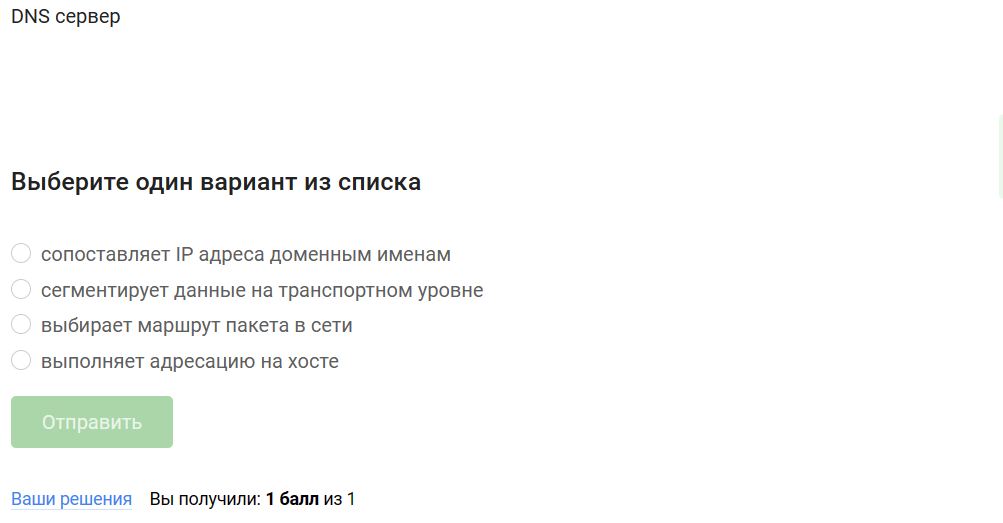 DNS сервер
Выберите один вариант из списка
сопоставляет IP адреса доменным именам
сегментирует данные на транспортном уровне
выбирает маршрут пакета в сети
выполняет адресацию на хосте
Отправить
Ваши решения Вы получили: 1 балл из 1